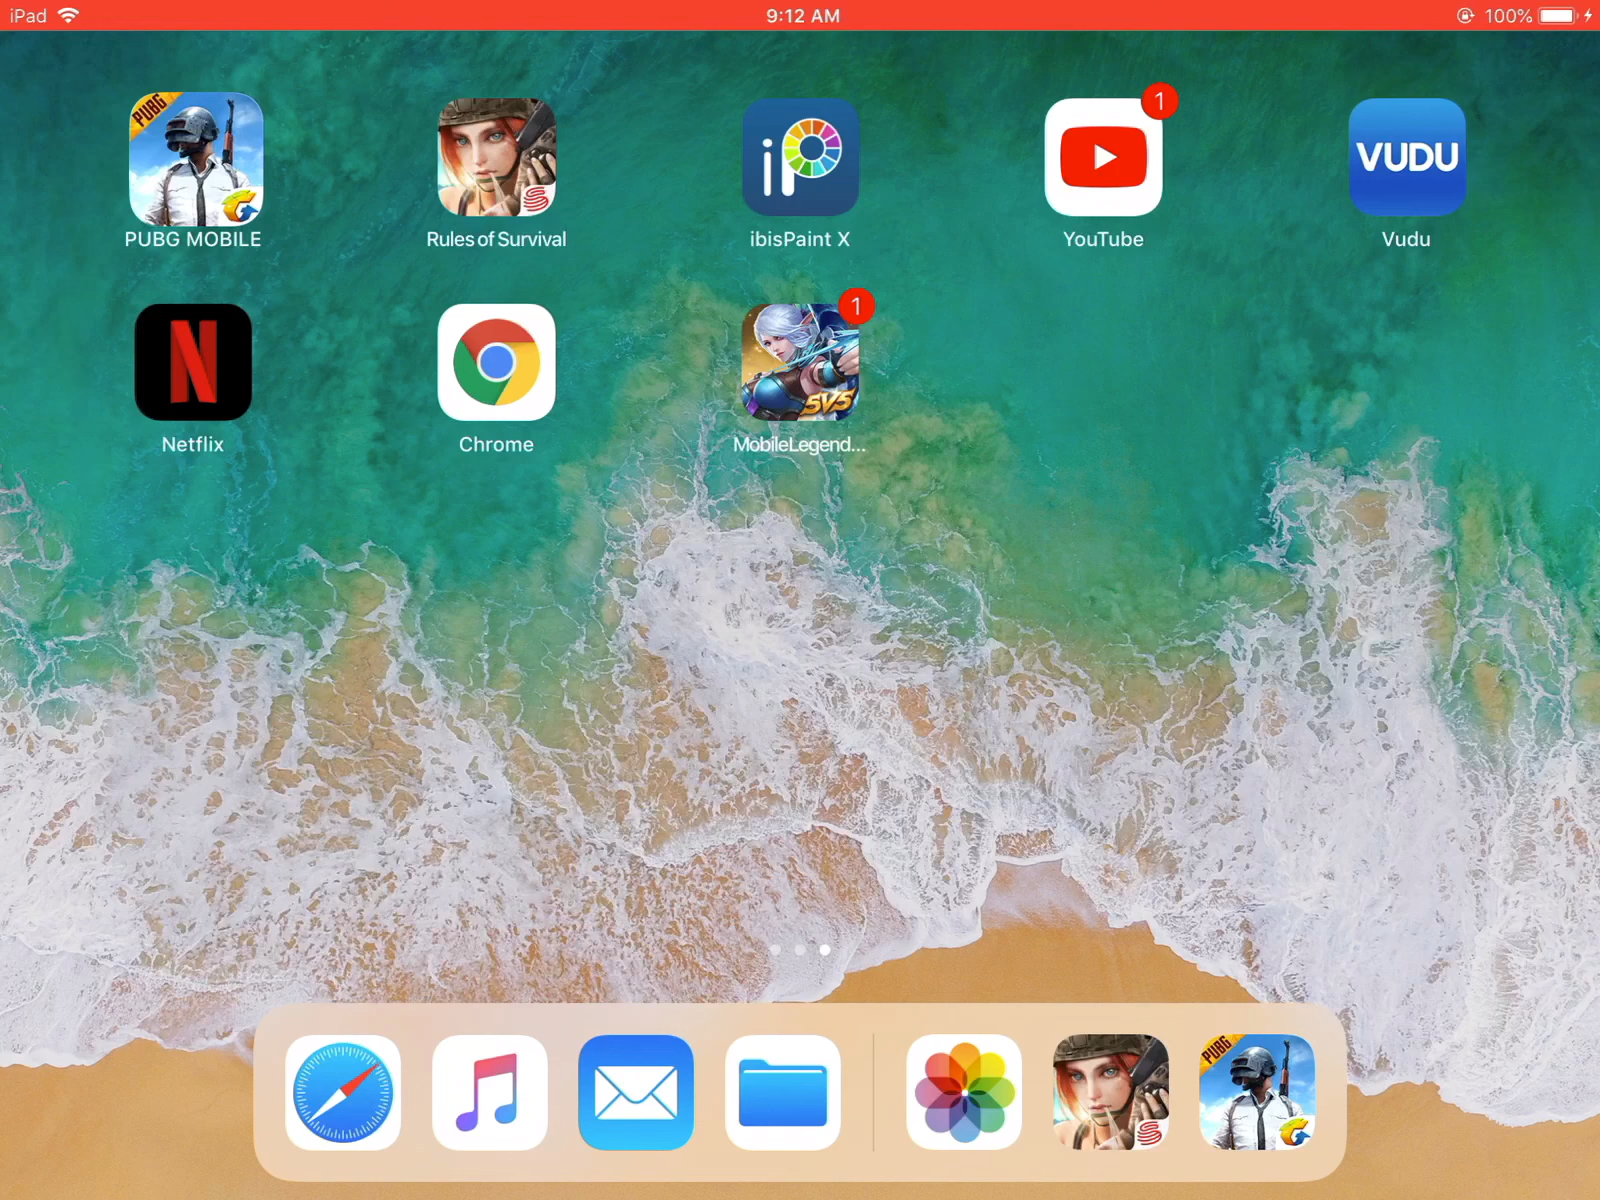 iPad 9:12 AM 100%
PUBG
1
iP
VUDU
PUBG MOBILE Rules of Survival ibisPaint X YouTube Vudu
1
N
5V5
Netflix Chrome MobileLegend...
PUBG